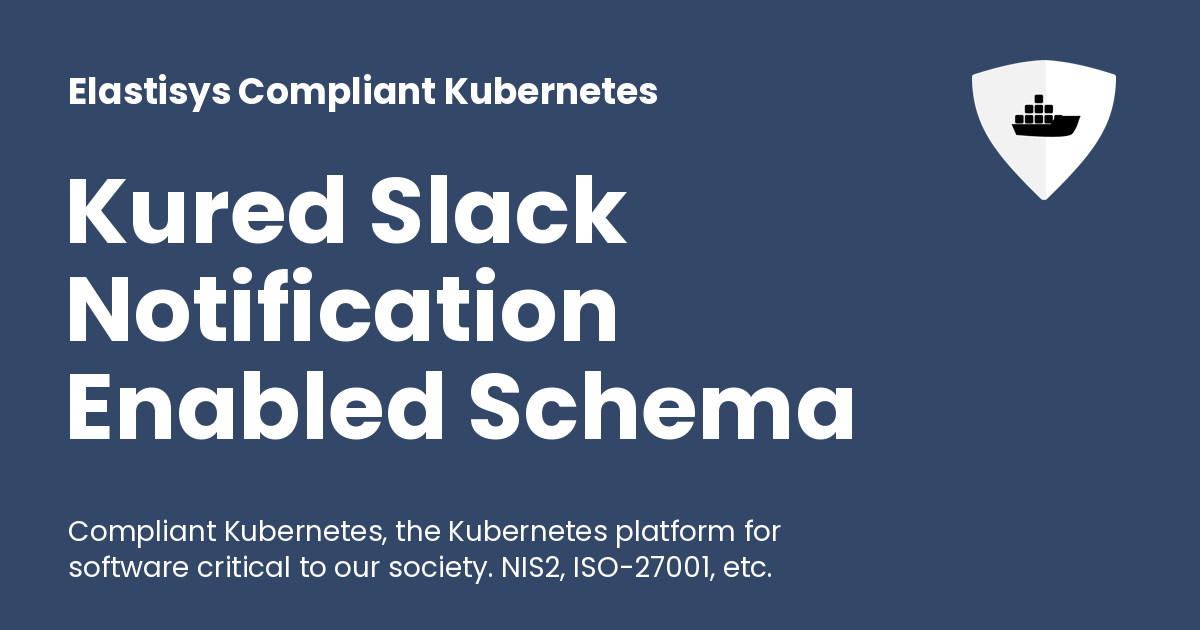 Elastisys Compliant Kubernetes
Kured Slack
Notification
Enabled Schema
Compliant Kubernetes, the Kubernetes platform for
software critical to our society. NIS2, ISO-27001, etc.